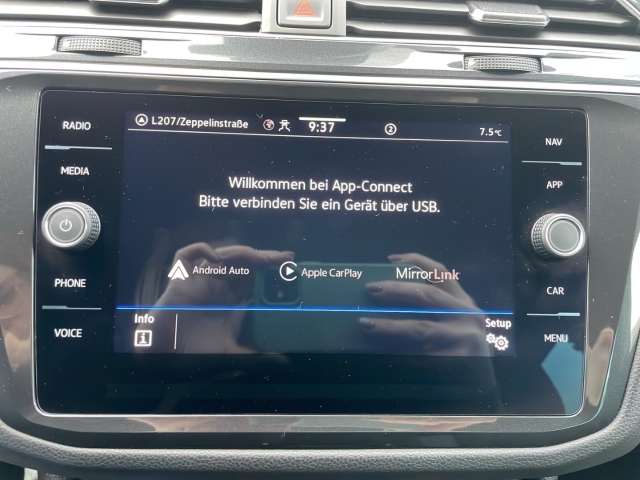 L207/Zeppelinstraße 9:37 2 7.5°C
RADIO
MEDIA
PHONE
VOICE
Willkommen bei App-Connect
Bitte verbinden Sie ein Gerät über USB.
Android Auto Apple CarPlay MirrorLink
Info Setup
NAV
APP
CAR
MENU